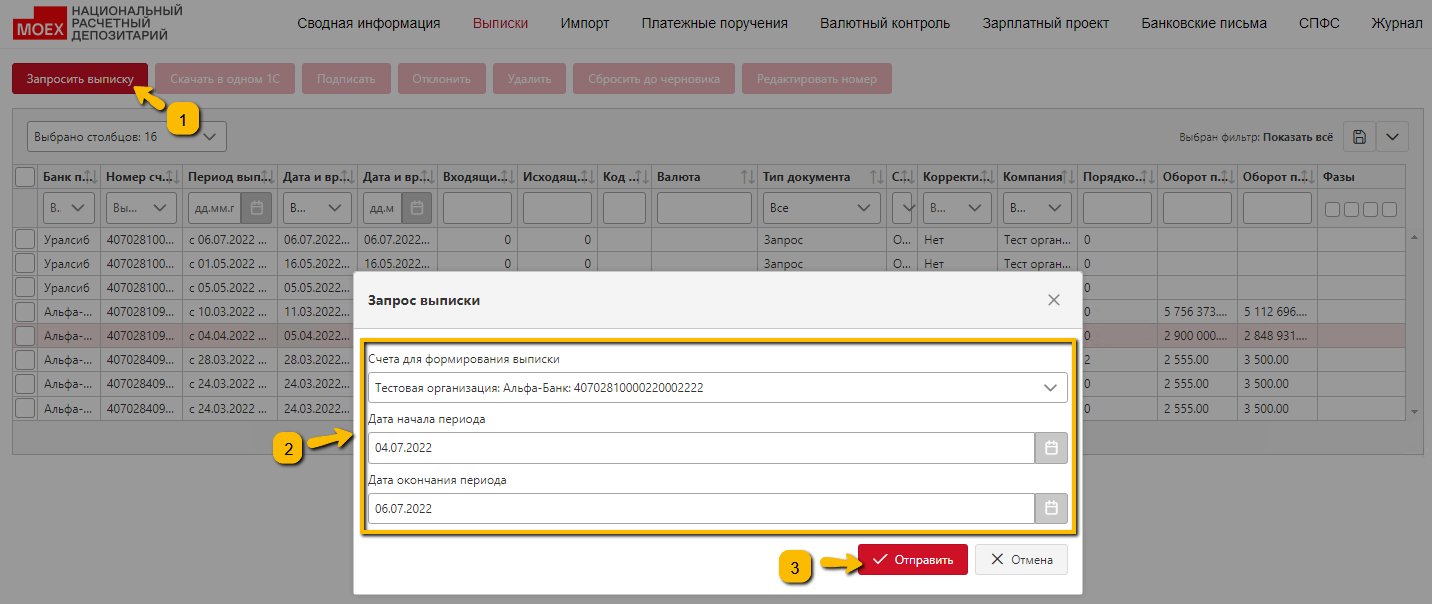 MOEX НАЦИОНАЛЬНЫЙ РАСЧЕТНЫЙ ДЕПОЗИТАРИЙ
Сводная информация Выписки Импорт Платежные поручения Валютный контроль Зарплатный проект Банковские письма СПФС Журнал
Запросить выписку Скачать в одном 1С Подписать Отклонить Удалить Сбросить до черновика Редактировать номер
1
Выбрано столбцов: 16 Выбран фильтр: Показать всё
Банк п... Номер сч... Период вып... Дата и вр... Дата и вр... Входящи... Исходящ... Код ... Валюта Тип документа С... Корректи... Компания Порядко... Оборот п... Оборот п... Фазы
В. Вы... дд.мм.г В... дд.м Все В... В...
Уралсиб 407028100... с 06.07.2022 ... 06.07.2022... 06.07.2022... 0 0 Запрос О... Нет Тест орган... 0
Уралсиб 407028100... с 01.05.2022 ... 16.05.2022... 16.05.2022... 0 0 Запрос О... Нет Тест орган... 0
Уралсиб 407028100... с 05.05.2022 ... 05.05.2022... 0
Альфа-... 407028109... с 10.03.2022 ... 11.03.2022... 0 5 756 373.... 5 112 696....
Альфа-... 407028109... с 04.04.2022 ... 05.04.2022... 0 2 900 000.... 2 848 931....
Альфа-... 407028409... с 28.03.2022 ... 28.03.2022... 2 2 555.00 3 500.00
Альфа-... 407028409... с 24.03.2022 ... 24.03.2022... 0 2 555.00 3 500.00
Альфа-... 407028409... с 24.03.2022 ... 24.03.2022... 0 2 555.00 3 500.00
Запрос выписки
Счета для формирования выписки
Тестовая организация: Альфа-Банк: 40702810000220002222
Дата начала периода
2
04.07.2022
Дата окончания периода
06.07.2022
3 Отправить Отмена